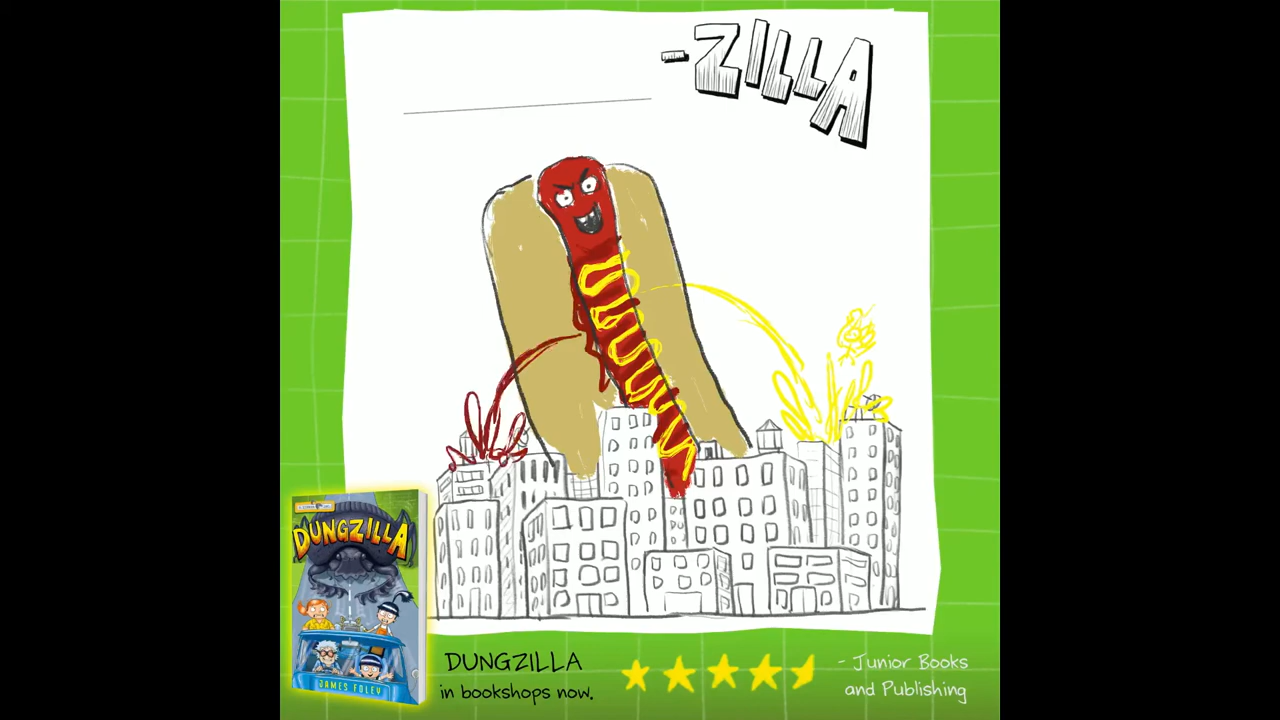 -ZILLA
DUNGZILLA
JAMES FOLEY
DUNGZILLA
in bookshops now.
- Junior Books
and Publishing